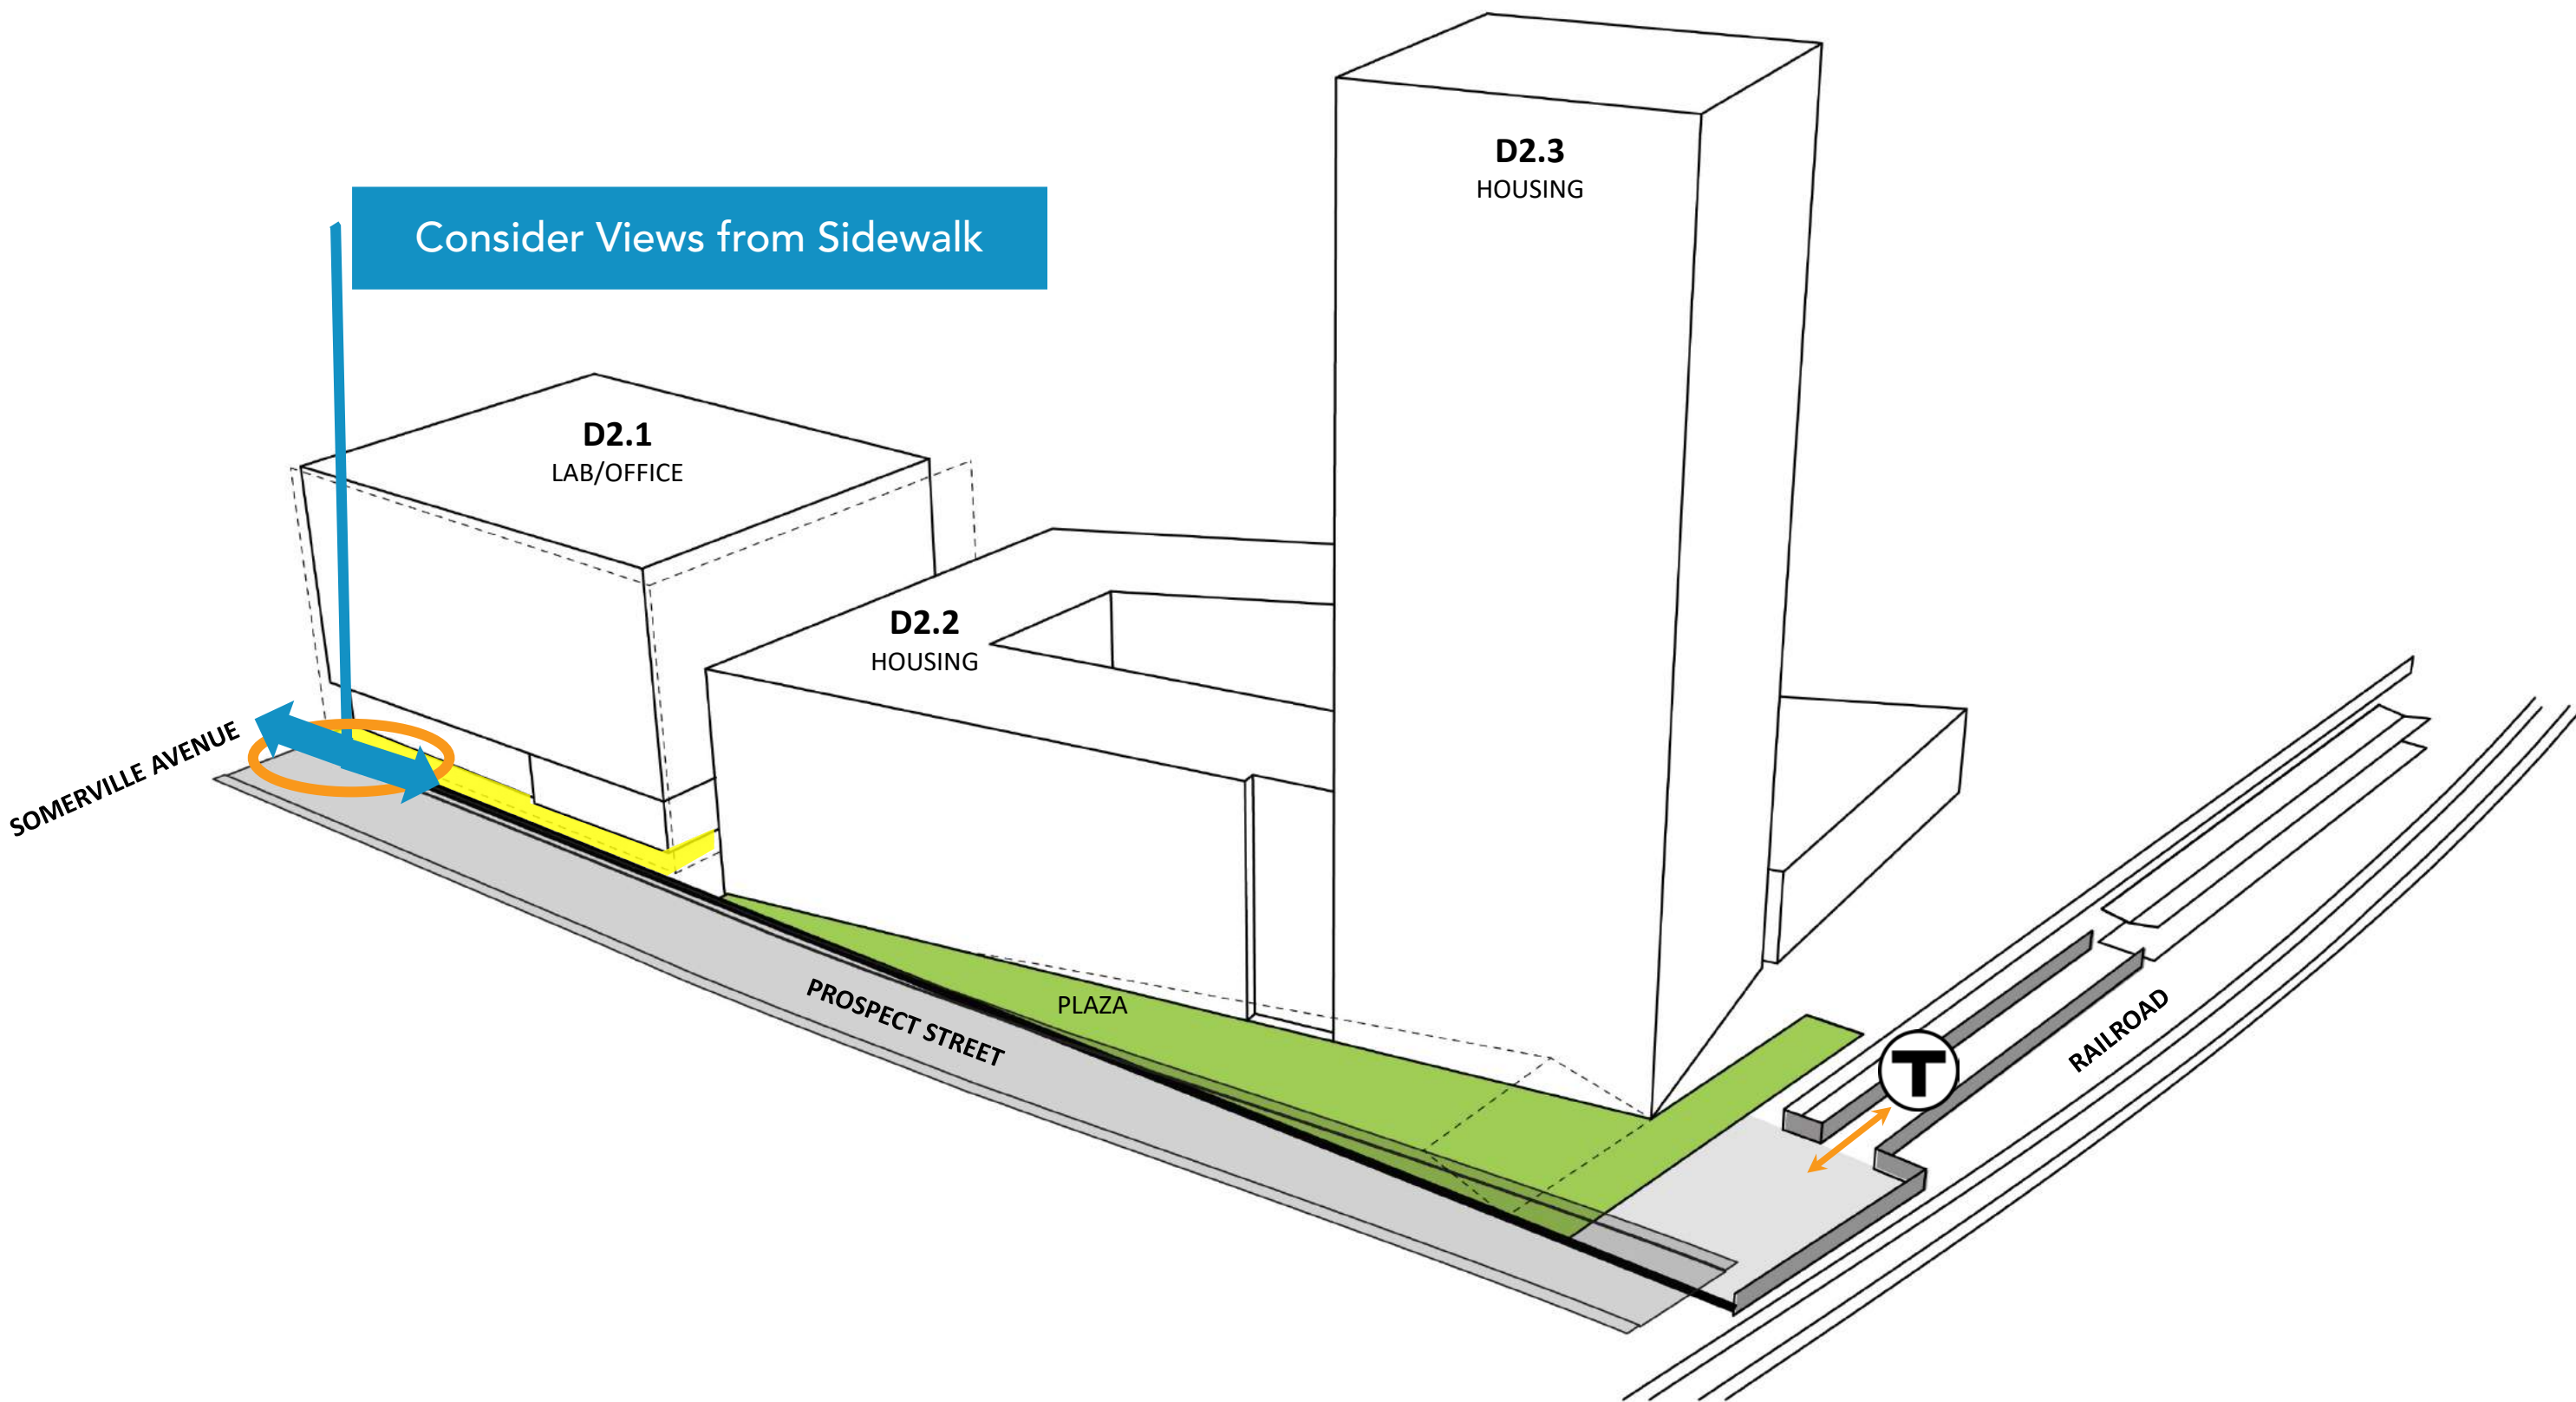 Consider Views from Sidewalk
D2.3
HOUSING
D2.1
LAB/OFFICE
D2.2
HOUSING
SOMERVILLE AVENUE
PROSPECT STREET
PLAZA
T
RAILROAD